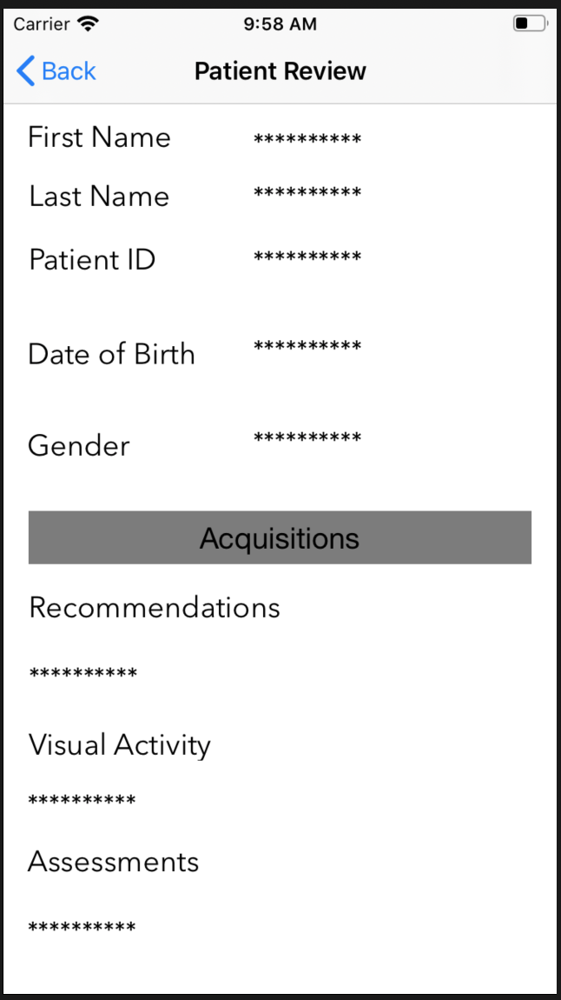 Carrier 9:58 AM
Back Patient Review
First Name **********
Last Name **********
Patient ID **********
Date of Birth **********
Gender **********
Acquisitions
Recommendations
**********
Visual Activity
**********
Assessments
**********